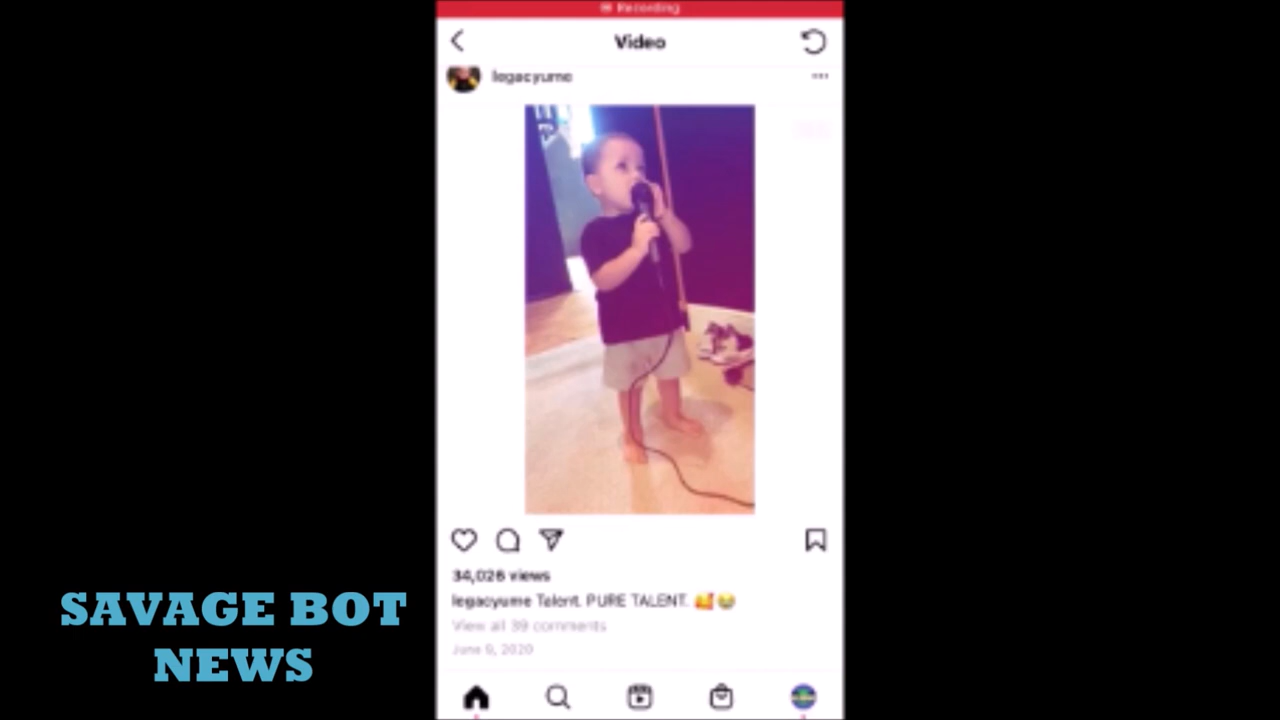 Recording
Video
legacyume
34,026 views
legacyume Talent. PURE TALENT. 🥰😂
View all 39 comments
June 9, 2020
SAVAGE BOT
NEWS